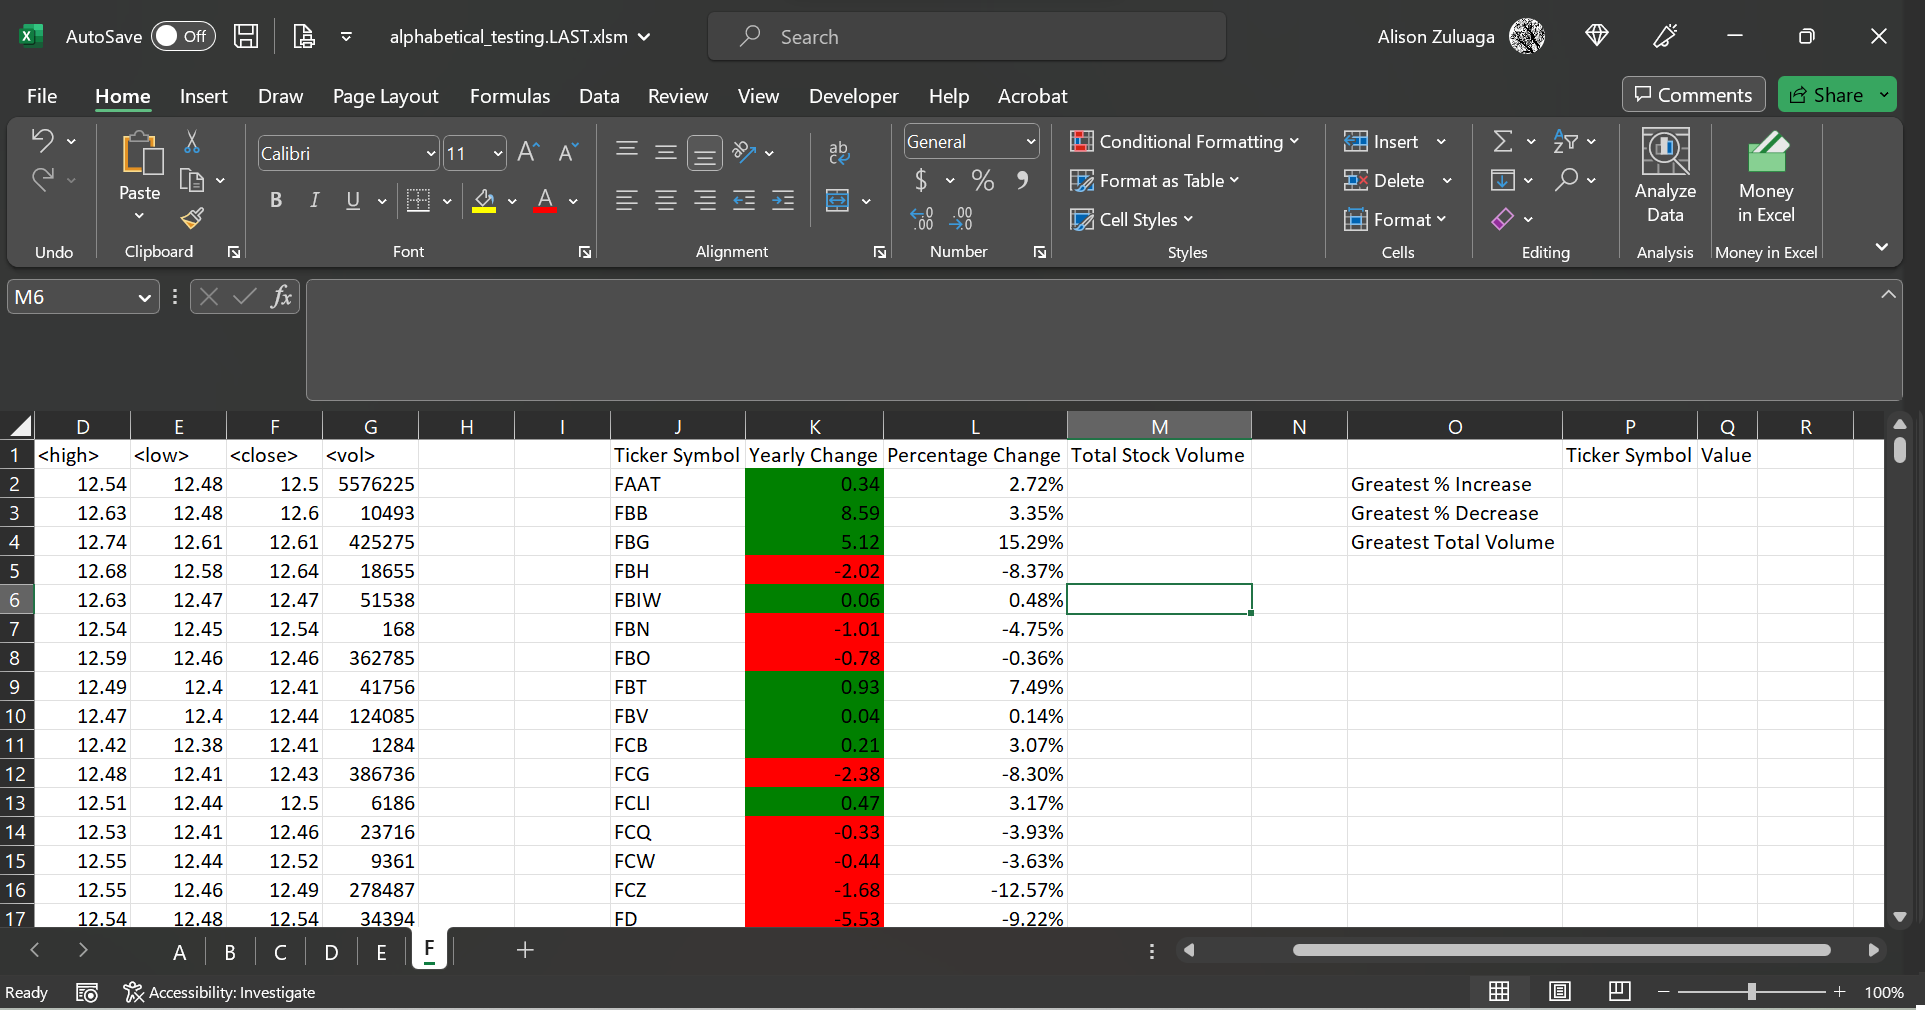 AutoSave Off alphabetical_testing.LAST.xlsm Search Alison Zuluaga
File Home Insert Draw Page Layout Formulas Data Review View Developer Help Acrobat Comments Share
Paste
Calibri 11
B I U A
ab
General
$ % 9
Conditional Formatting
Format as Table
Cell Styles
Insert
Delete
Format
Analyze Data
Money in Excel
Undo Clipboard Font Alignment Number Styles Cells Editing Analysis Money in Excel
M6 fx
D E F G H I J K L M N O P Q R
1 <high> <low> <close> <vol> Ticker Symbol Yearly Change Percentage Change Total Stock Volume Ticker Symbol Value
2 12.54 12.48 12.5 5576225 FAAT 0.34 2.72% Greatest % Increase
3 12.63 12.48 12.6 10493 FBB 8.59 3.35% Greatest % Decrease
4 12.74 12.61 12.61 425275 FBG 5.12 15.29% Greatest Total Volume
5 12.68 12.58 12.64 18655 FBH -2.02 -8.37%
6 12.63 12.47 12.47 51538 FBIW 0.06 0.48%
7 12.54 12.45 12.54 168 FBN -1.01 -4.75%
8 12.59 12.46 12.46 362785 FBO -0.78 -0.36%
9 12.49 12.4 12.41 41756 FBT 0.93 7.49%
10 12.47 12.4 12.44 124085 FBV 0.04 0.14%
11 12.42 12.38 12.41 1284 FCB 0.21 3.07%
12 12.48 12.41 12.43 386736 FCG -2.38 -8.30%
13 12.51 12.44 12.5 6186 FCLI 0.47 3.17%
14 12.53 12.41 12.46 23716 FCQ -0.33 -3.93%
15 12.55 12.44 12.52 9361 FCW -0.44 -3.63%
16 12.55 12.46 12.49 278487 FCZ -1.68 -12.57%
17 12.54 12.48 12.54 34394 FD -5.53 -9.22%
A B C D E F
Ready Accessibility: Investigate 100%